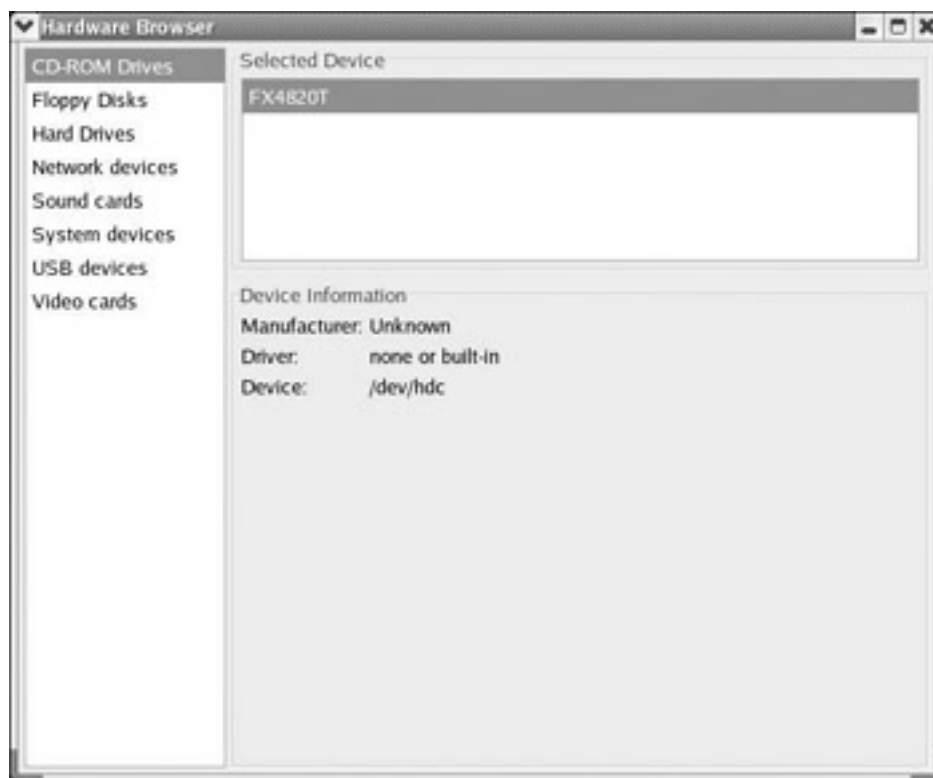 Hardware Browser
CD-ROM Drives
Floppy Disks
Hard Drives
Network devices
Sound cards
System devices
USB devices
Video cards
Selected Device
FX4820T
Device Information
Manufacturer: Unknown
Driver: none or built-in
Device: /dev/hdc